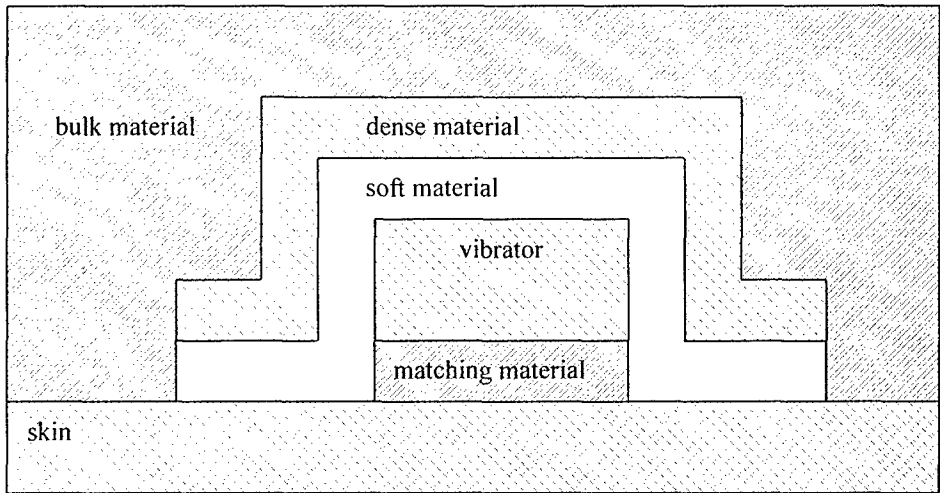 bulk material
dense material
soft material
vibrator
matching material
skin